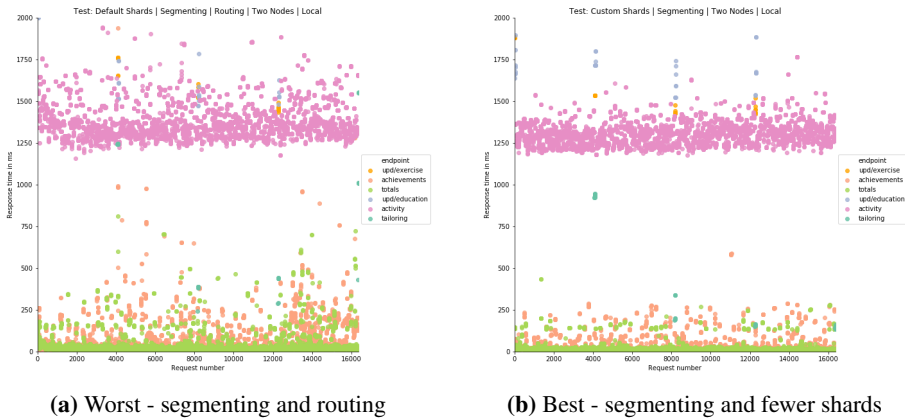 Test: Default Shards | Segmenting | Routing | Two Nodes | Local
2000
1750
1500
1250
1000
750
500
250
0
Response time in ms
0
2000
4000
6000
8000
10000
12000
14000
16000
Request number
endpoint
upd/exercise
achievements
totals
upd/education
activity
tailoring
(a) Worst - segmenting and routing
Test: Custom Shards | Segmenting | Two Nodes | Local
2000
1750
1500
1250
1000
750
500
250
0
Response time in ms
0
2000
4000
6000
8000
10000
12000
14000
16000
Request number
endpoint
upd/exercise
achievements
totals
upd/education
activity
tailoring
(b) Best - segmenting and fewer shards